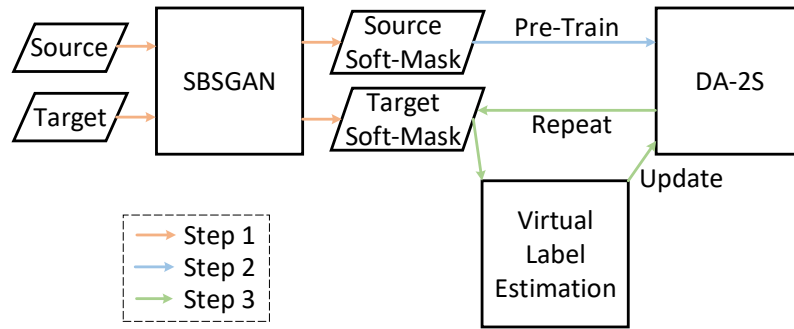 Source
Target
SBSGAN
Source
Soft-Mask
Target
Soft-Mask
Pre-Train
Repeat
DA-2S
Update
Virtual
Label
Estimation
Step 1
Step 2
Step 3